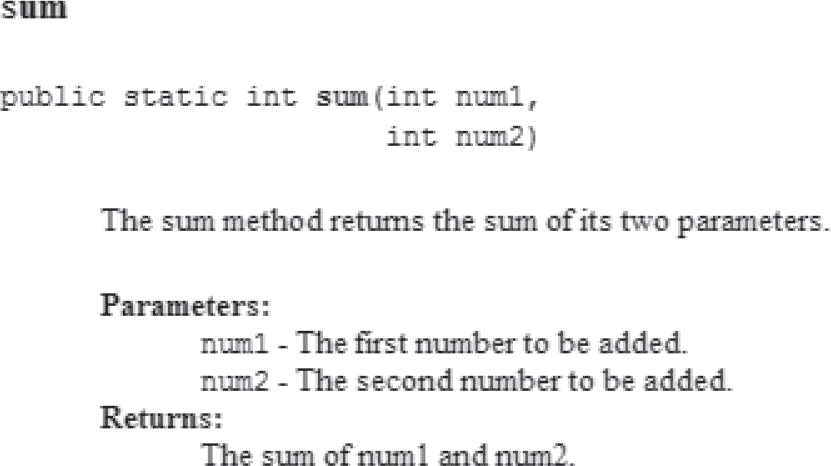 sum
public static int sum(int num1,
int num2)
The sum method returns the sum of its two parameters.
Parameters:
num1 - The first number to be added.
num2 - The second number to be added.
Returns:
The sum of num1 and num2.